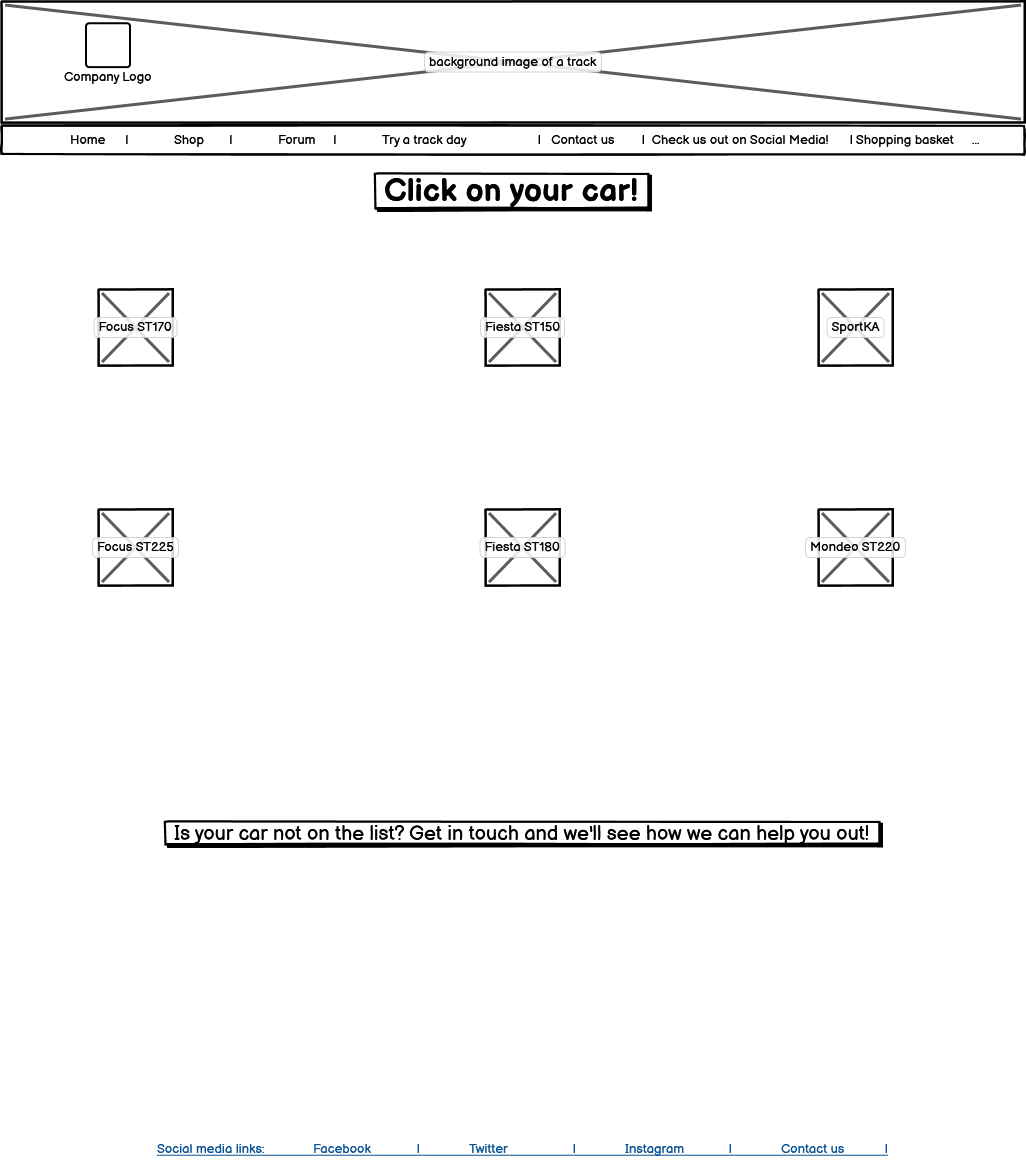 background image of a track
Company Logo
Home | Shop | Forum | Try a track day | Contact us | Check us out on Social Media! | Shopping basket ...
Click on your car!
Focus ST170 Fiesta ST150 SportKA
Focus ST225 Fiesta ST180 Mondeo ST220
Is your car not on the list? Get in touch and we'll see how we can help you out!
Social media links: Facebook | Twitter | Instagram | Contact us |